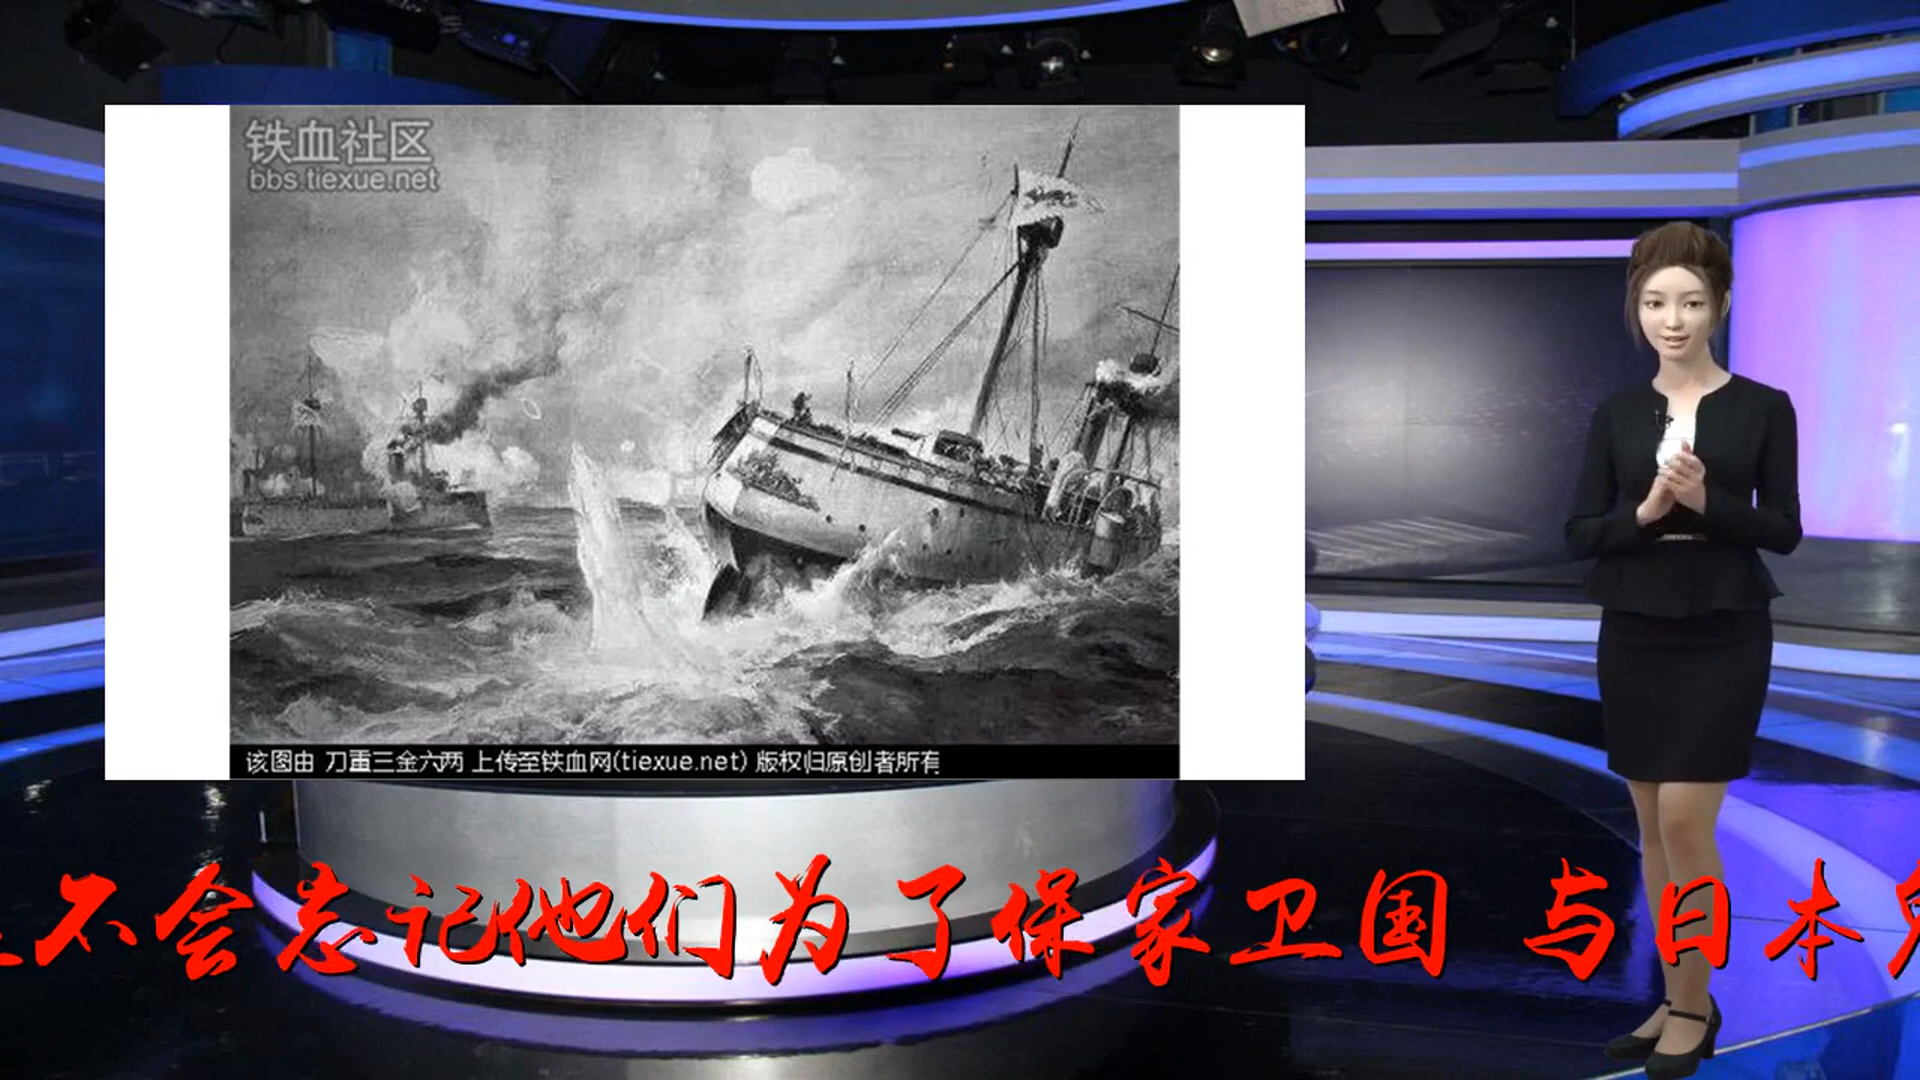 铁血社区
bbs.tiexue.net
该图由 刀重三金六两 上传至铁血网(tiexue.net) 版权归原创者所有
不会忘记他们为了保家卫国 与日本